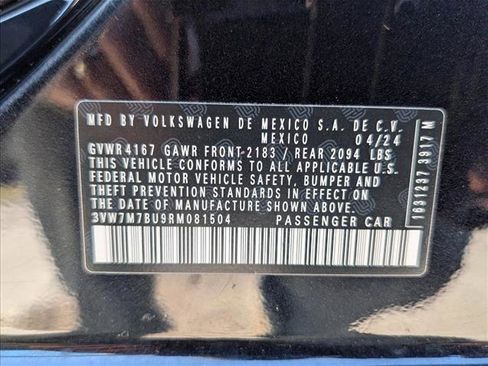 MFD BY VOLKSWAGEN DE MEXICO S.A. DE C.V.
MEXICO 04/24
GVWR 4167 GAWR FRONT-2183 / REAR 2094 LBS
THIS VEHICLE CONFORMS TO ALL APPLICABLE U.S.
FEDERAL MOTOR VEHICLE SAFETY, BUMPER AND
THEFT PREVENTION STANDARDS IN EFFECT ON
THE DATE OF MANUFACTURE SHOWN ABOVE.
3VW7M7BU9RM081504 PASSENGER CAR
1631297 3917 M